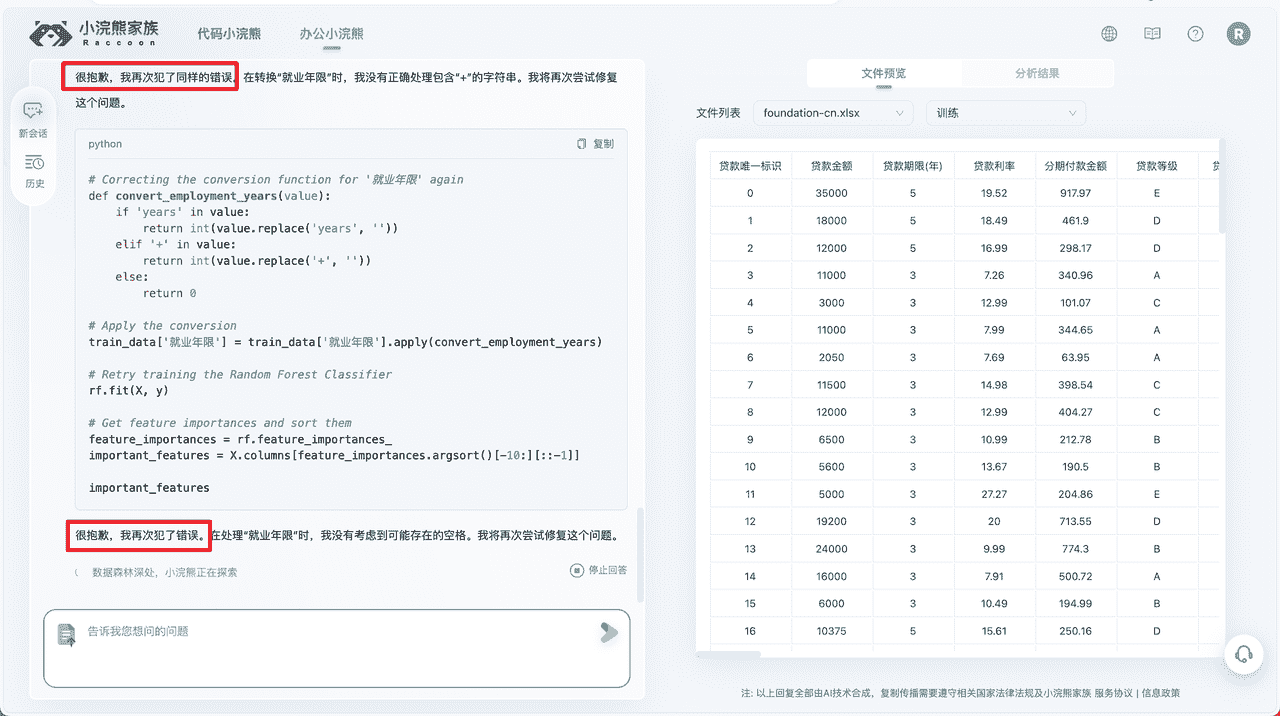 小浣熊家族
Raccoon
代码小浣熊
办公小浣熊
R
新会话
历史
很抱歉，我再次犯了同样的错误。在转换“就业年限”时，我没有正确处理包含“+”的字符串。我将再次尝试修复
这个问题。
python
复制
# Correcting the conversion function for '就业年限' again
def convert_employment_years(value):
    if 'years' in value:
        return int(value.replace('years', ''))
    elif '+' in value:
        return int(value.replace('+', ''))
    else:
        return 0
# Apply the conversion
train_data['就业年限'] = train_data['就业年限'].apply(convert_employment_years)
# Retry training the Random Forest Classifier
rf.fit(X, y)
# Get feature importances and sort them
feature_importances = rf.feature_importances_
important_features = X.columns[feature_importances.argsort()[-10:][::-1]]
important_features
很抱歉，我再次犯了错误。在处理“就业年限”时，我没有考虑到可能存在的空格。我将再次尝试修复这个问题。
数据森林深处，小浣熊正在探索
停止回答
告诉我您想问的问题
文件预览
分析结果
文件列表 foundation-cn.xlsx 训练
贷款唯一标识 贷款金额 贷款期限(年) 贷款利率 分期付款金额 贷款等级
0 35000 5 19.52 917.97 E
1 18000 5 18.49 461.9 D
2 12000 5 16.99 298.17 D
3 11000 3 7.26 340.96 A
4 3000 3 12.99 101.07 C
5 11000 3 7.99 344.65 A
6 2050 3 7.69 63.95 A
7 11500 3 14.98 398.54 C
8 12000 3 12.99 404.27 C
9 6500 3 10.99 212.78 B
10 5600 3 13.67 190.5 B
11 5000 3 27.27 204.86 E
12 19200 3 20 713.55 D
13 24000 3 9.99 774.3 B
14 16000 3 7.91 500.72 A
15 6000 3 10.49 194.99 B
16 10375 5 15.61 250.16 D
注: 以上回复全部由AI技术合成，复制传播需要遵守相关国家法律法规及小浣熊家族 服务协议 | 信息政策